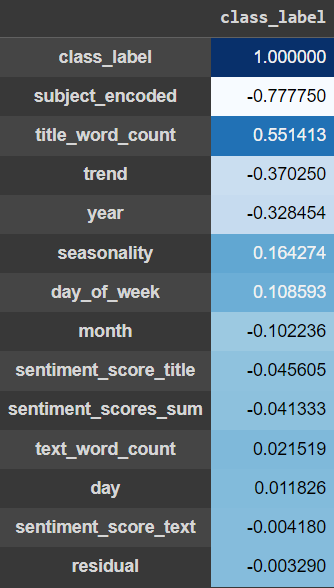 class_label
class_label 1.000000
subject_encoded -0.777750
title_word_count 0.551413
trend -0.370250
year -0.328454
seasonality 0.164274
day_of_week 0.108593
month -0.102236
sentiment_score_title -0.045605
sentiment_scores_sum -0.041333
text_word_count 0.021519
day 0.011826
sentiment_score_text -0.004180
residual -0.003290